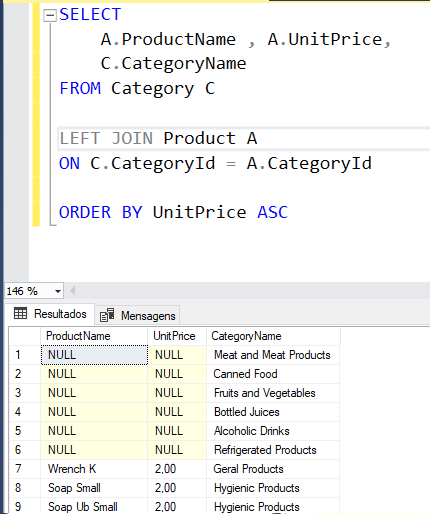 SELECT
A.ProductName , A.UnitPrice,
C.CategoryName
FROM Category C
LEFT JOIN Product A
ON C.CategoryId = A.CategoryId
ORDER BY UnitPrice ASC
146 %
Resultados Mensagens
ProductName UnitPrice CategoryName
1 NULL NULL Meat and Meat Products
2 NULL NULL Canned Food
3 NULL NULL Fruits and Vegetables
4 NULL NULL Bottled Juices
5 NULL NULL Alcoholic Drinks
6 NULL NULL Refrigerated Products
7 Wrench K 2,00 Geral Products
8 Soap Small 2,00 Hygienic Products
9 Soap Ub Small 2,00 Hygienic Products